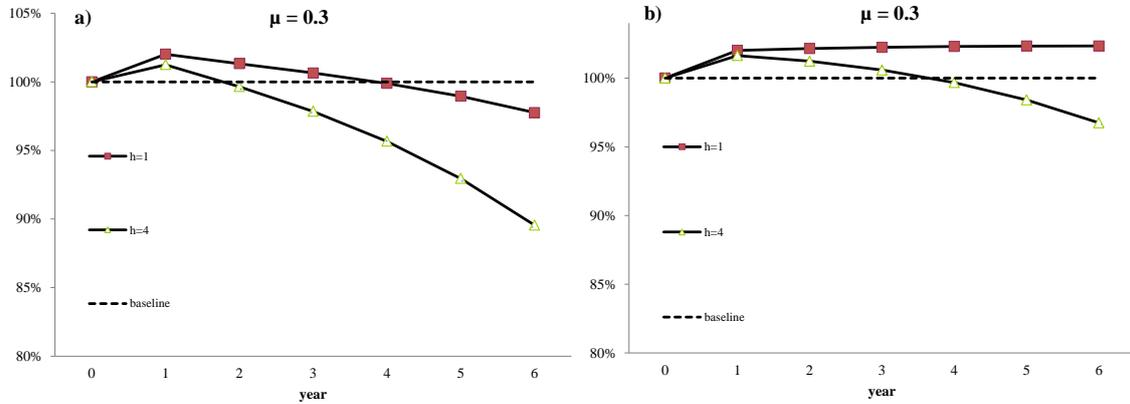 a)
μ = 0.3
105%
100%
95%
90%
85%
80%
h=1
h=4
baseline
0 1 2 3 4 5 6
year
b)
μ = 0.3
100%
95%
90%
85%
80%
h=1
h=4
baseline
0 1 2 3 4 5 6
year